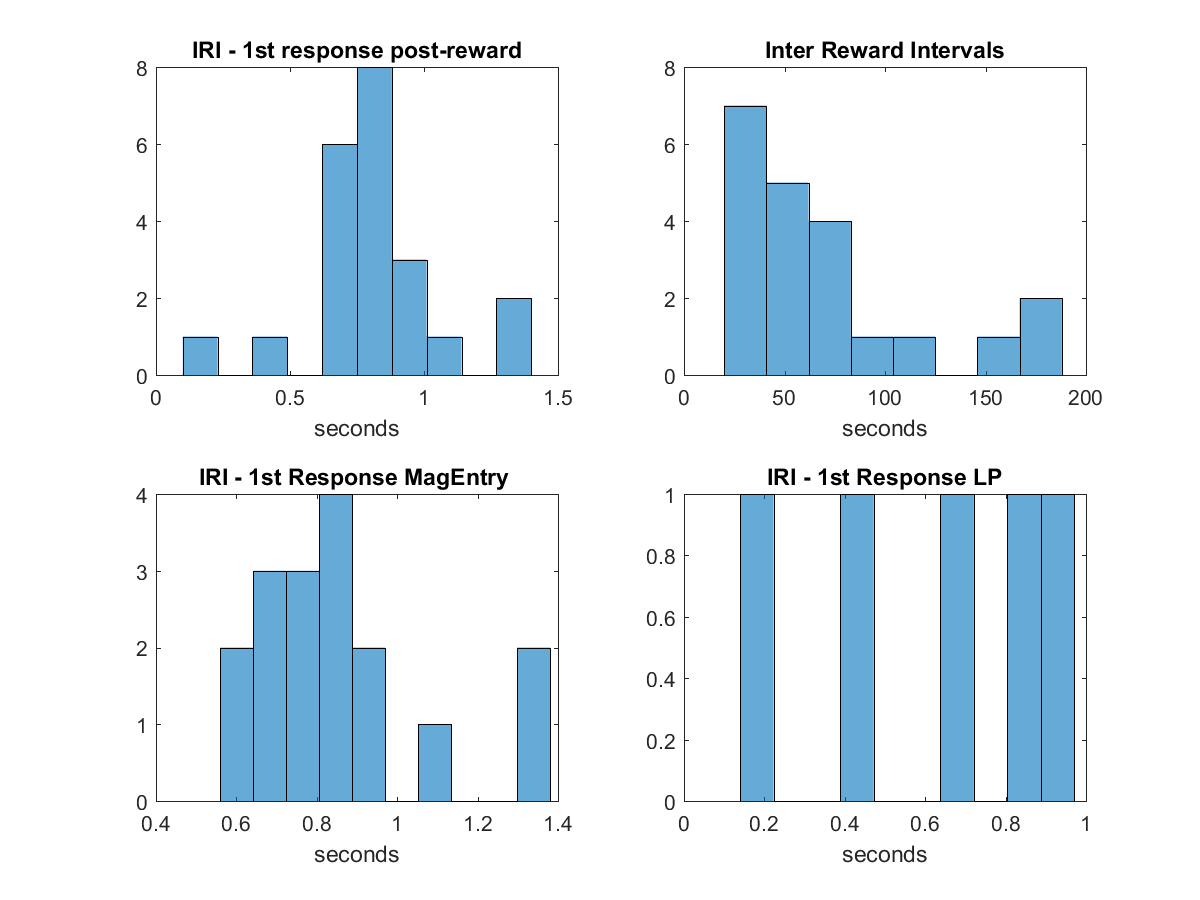 IRI - 1st response post-reward
8
6
4
2
0
0 0.5 1 1.5
seconds
Inter Reward Intervals
8
6
4
2
0
0 50 100 150 200
seconds
IRI - 1st Response MagEntry
4
3
2
1
0
0.4 0.6 0.8 1 1.2 1.4
seconds
IRI - 1st Response LP
1
0.8
0.6
0.4
0.2
0
0 0.2 0.4 0.6 0.8 1
seconds